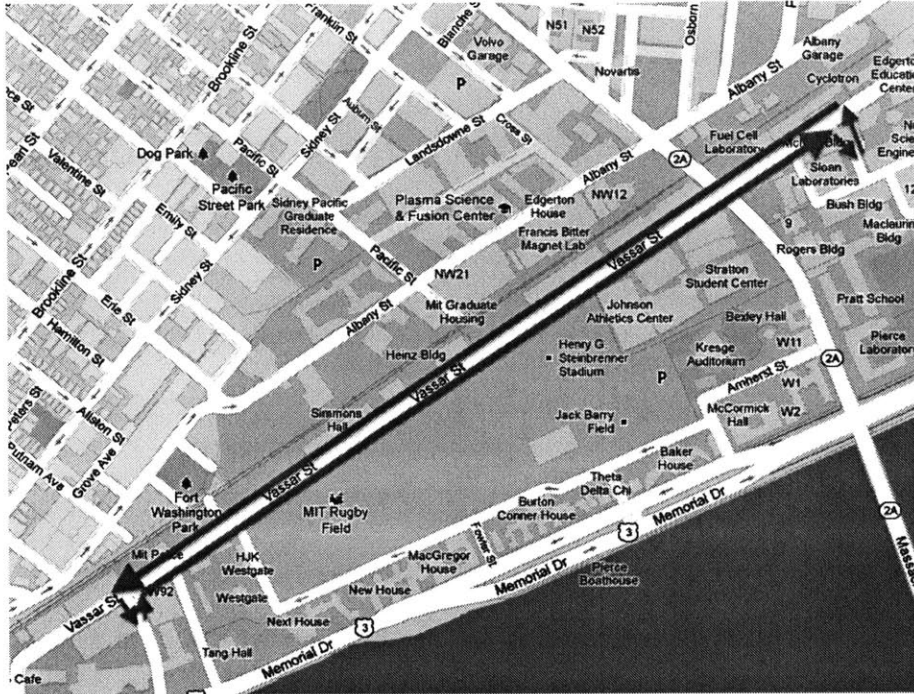 Franklin St
Blanche St
N51
N52
Osborn
Volvo
Garage
Novartis
Albany
Garage
Edgerton
Education
Center
Cyclotron
Albany St
Brookline St
Sidney St
Auburn St
P
Landsdowne St
Cross St
Fuel Cell
Laboratory
2A
Pearl St
Valentine St
Dog Park
Pacific St
Pacific
Street Park
Albany St
Sloan
Laboratories
Bush Bldg
Maclaurin
Bldg
Emily St
Sidney Pacific
Graduate
Residence
Plasma Science
& Fusion Center
Edgerton
House
NW12
Francis Bitter
Magnet Lab
9
Rogers Bldg
Sidney St
P
Pacific St
NW21
Vassar St
Stratton
Student Center
Brookline St
Erie St
Mit Graduate
Housing
Johnson
Athletics Center
Bexley Hall
Pratt School
Hamilton St
Albany St
Heinz Bldg
Henry G
Steinbrenner
Stadium
Kresge
Auditorium
W11
Pierce
Laboratory
2A
Peters St
Allston St
Vassar St
P
Amherst St
W1
W2
McCormick
Hall
Simmons
Hall
Jack Barry
Field
Putnam Ave
Grove Ave
Vassar St
Baker
House
Fort
Washington
Park
MIT Rugby
Field
Theta
Delta Chi
Burton
Conner House
Memorial Dr
3
2A
Mit Police
HJK
Westgate
MacGregor
House
Fowler St
Memorial Dr
Pierce
Boathouse
W92
Westgate
New House
Vassar St
Next House
3
Tang Hall
Memorial Dr
Cafe